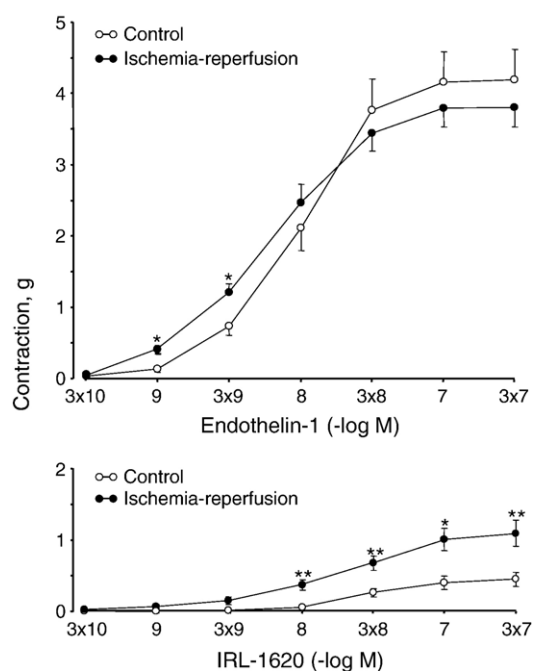 5
Control
Ischemia-reperfusion
4
3
2
*
1
*
0
3x10 9 3x9 8 3x8 7 3x7
Contraction, g
Endothelin-1 (-log M)
2
Control
Ischemia-reperfusion
1
** ** * **
0
3x10 9 3x9 8 3x8 7 3x7
IRL-1620 (-log M)